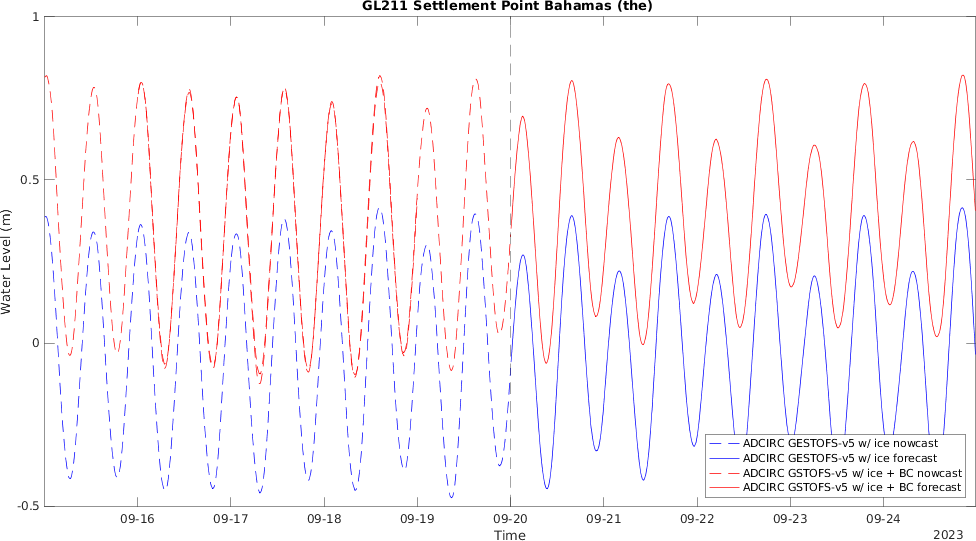 GL211 Settlement Point Bahamas (the)
1
0.5
0
-0.5
Water Level (m)
ADCIRC GESTOFS-v5 w/ ice nowcast
ADCIRC GESTOFS-v5 w/ ice forecast
ADCIRC GSTOFS-v5 w/ ice + BC nowcast
ADCIRC GSTOFS-v5 w/ ice + BC forecast
09-16 09-17 09-18 09-19 09-20 09-21 09-22 09-23 09-24
Time
2023